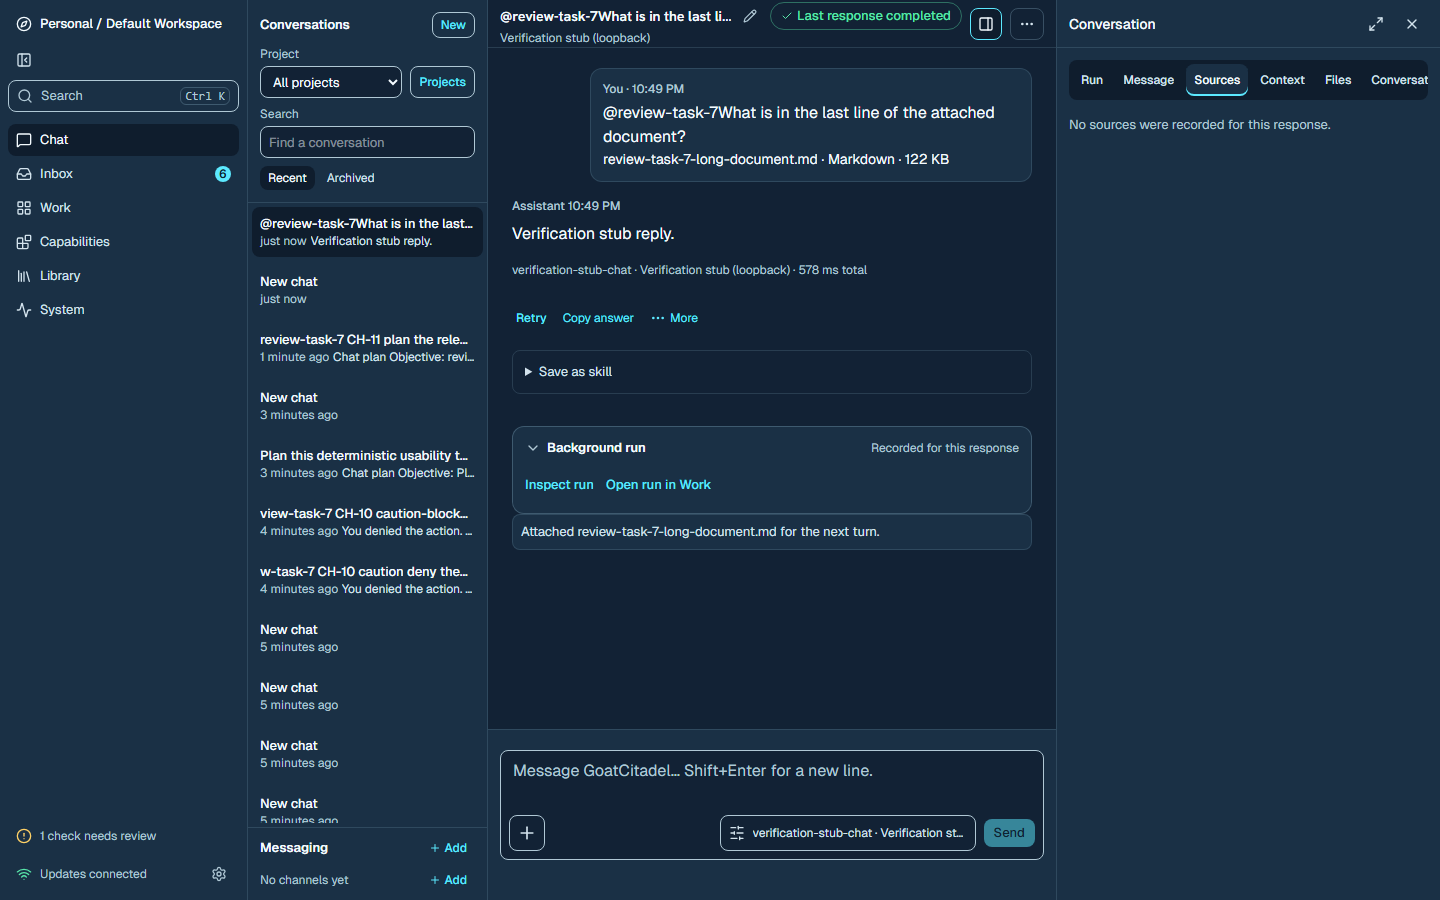 Personal / Default Workspace
Search
Ctrl K
Chat
Inbox
6
Work
Capabilities
Library
System
1 check needs review
Updates connected
Conversations
New
Project
All projects
Projects
Search
Find a conversation
Recent
Archived
@review-task-7What is in the last...
just now Verification stub reply.
New chat
just now
review-task-7 CH-11 plan the rele...
1 minute ago Chat plan Objective: revi...
New chat
3 minutes ago
Plan this deterministic usability t...
3 minutes ago Chat plan Objective: Pl...
view-task-7 CH-10 caution-block...
4 minutes ago You denied the action. ...
w-task-7 CH-10 caution deny the...
4 minutes ago You denied the action. ...
New chat
5 minutes ago
New chat
5 minutes ago
New chat
5 minutes ago
New chat
5 minutes ago
Messaging
+ Add
No channels yet
+ Add
@review-task-7What is in the last li...
Verification stub (loopback)
Last response completed
You · 10:49 PM
@review-task-7What is in the last line of the attached
document?
review-task-7-long-document.md · Markdown · 122 KB
Assistant 10:49 PM
Verification stub reply.
verification-stub-chat · Verification stub (loopback) · 578 ms total
Retry
Copy answer
More
Save as skill
Background run
Recorded for this response
Inspect run
Open run in Work
Attached review-task-7-long-document.md for the next turn.
Message GoatCitadel... Shift+Enter for a new line.
verification-stub-chat · Verification st...
Send
Conversation
Run
Message
Sources
Context
Files
Conversat
No sources were recorded for this response.